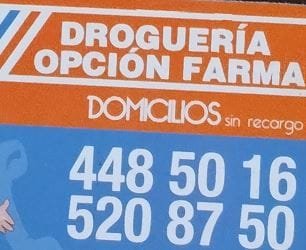 DROGUERÍA
OPCIÓN FARMA
DOMICILIOS sin recargo
448 50 16
520 87 50